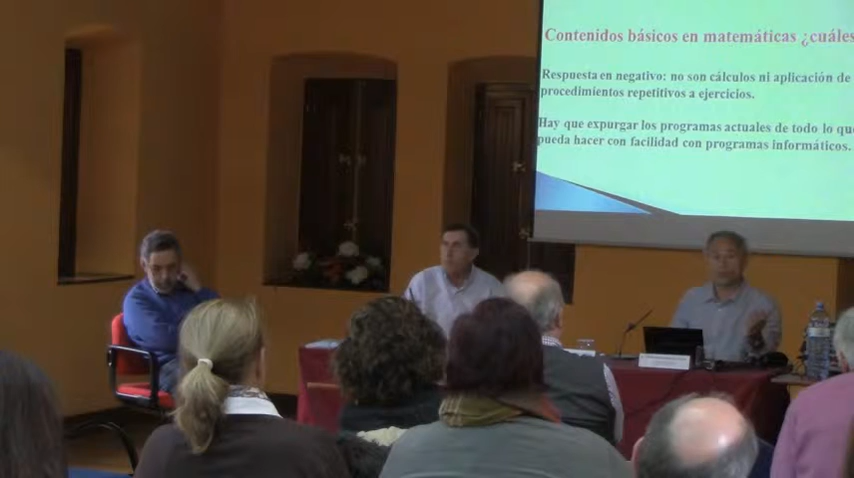 Contenidos básicos en matemáticas ¿cuáles
Respuesta en negativo: no son cálculos ni aplicación de
procedimientos repetitivos a ejercicios.
Hay que expurgar los programas actuales de todo lo que
pueda hacer con facilidad con programas informáticos.